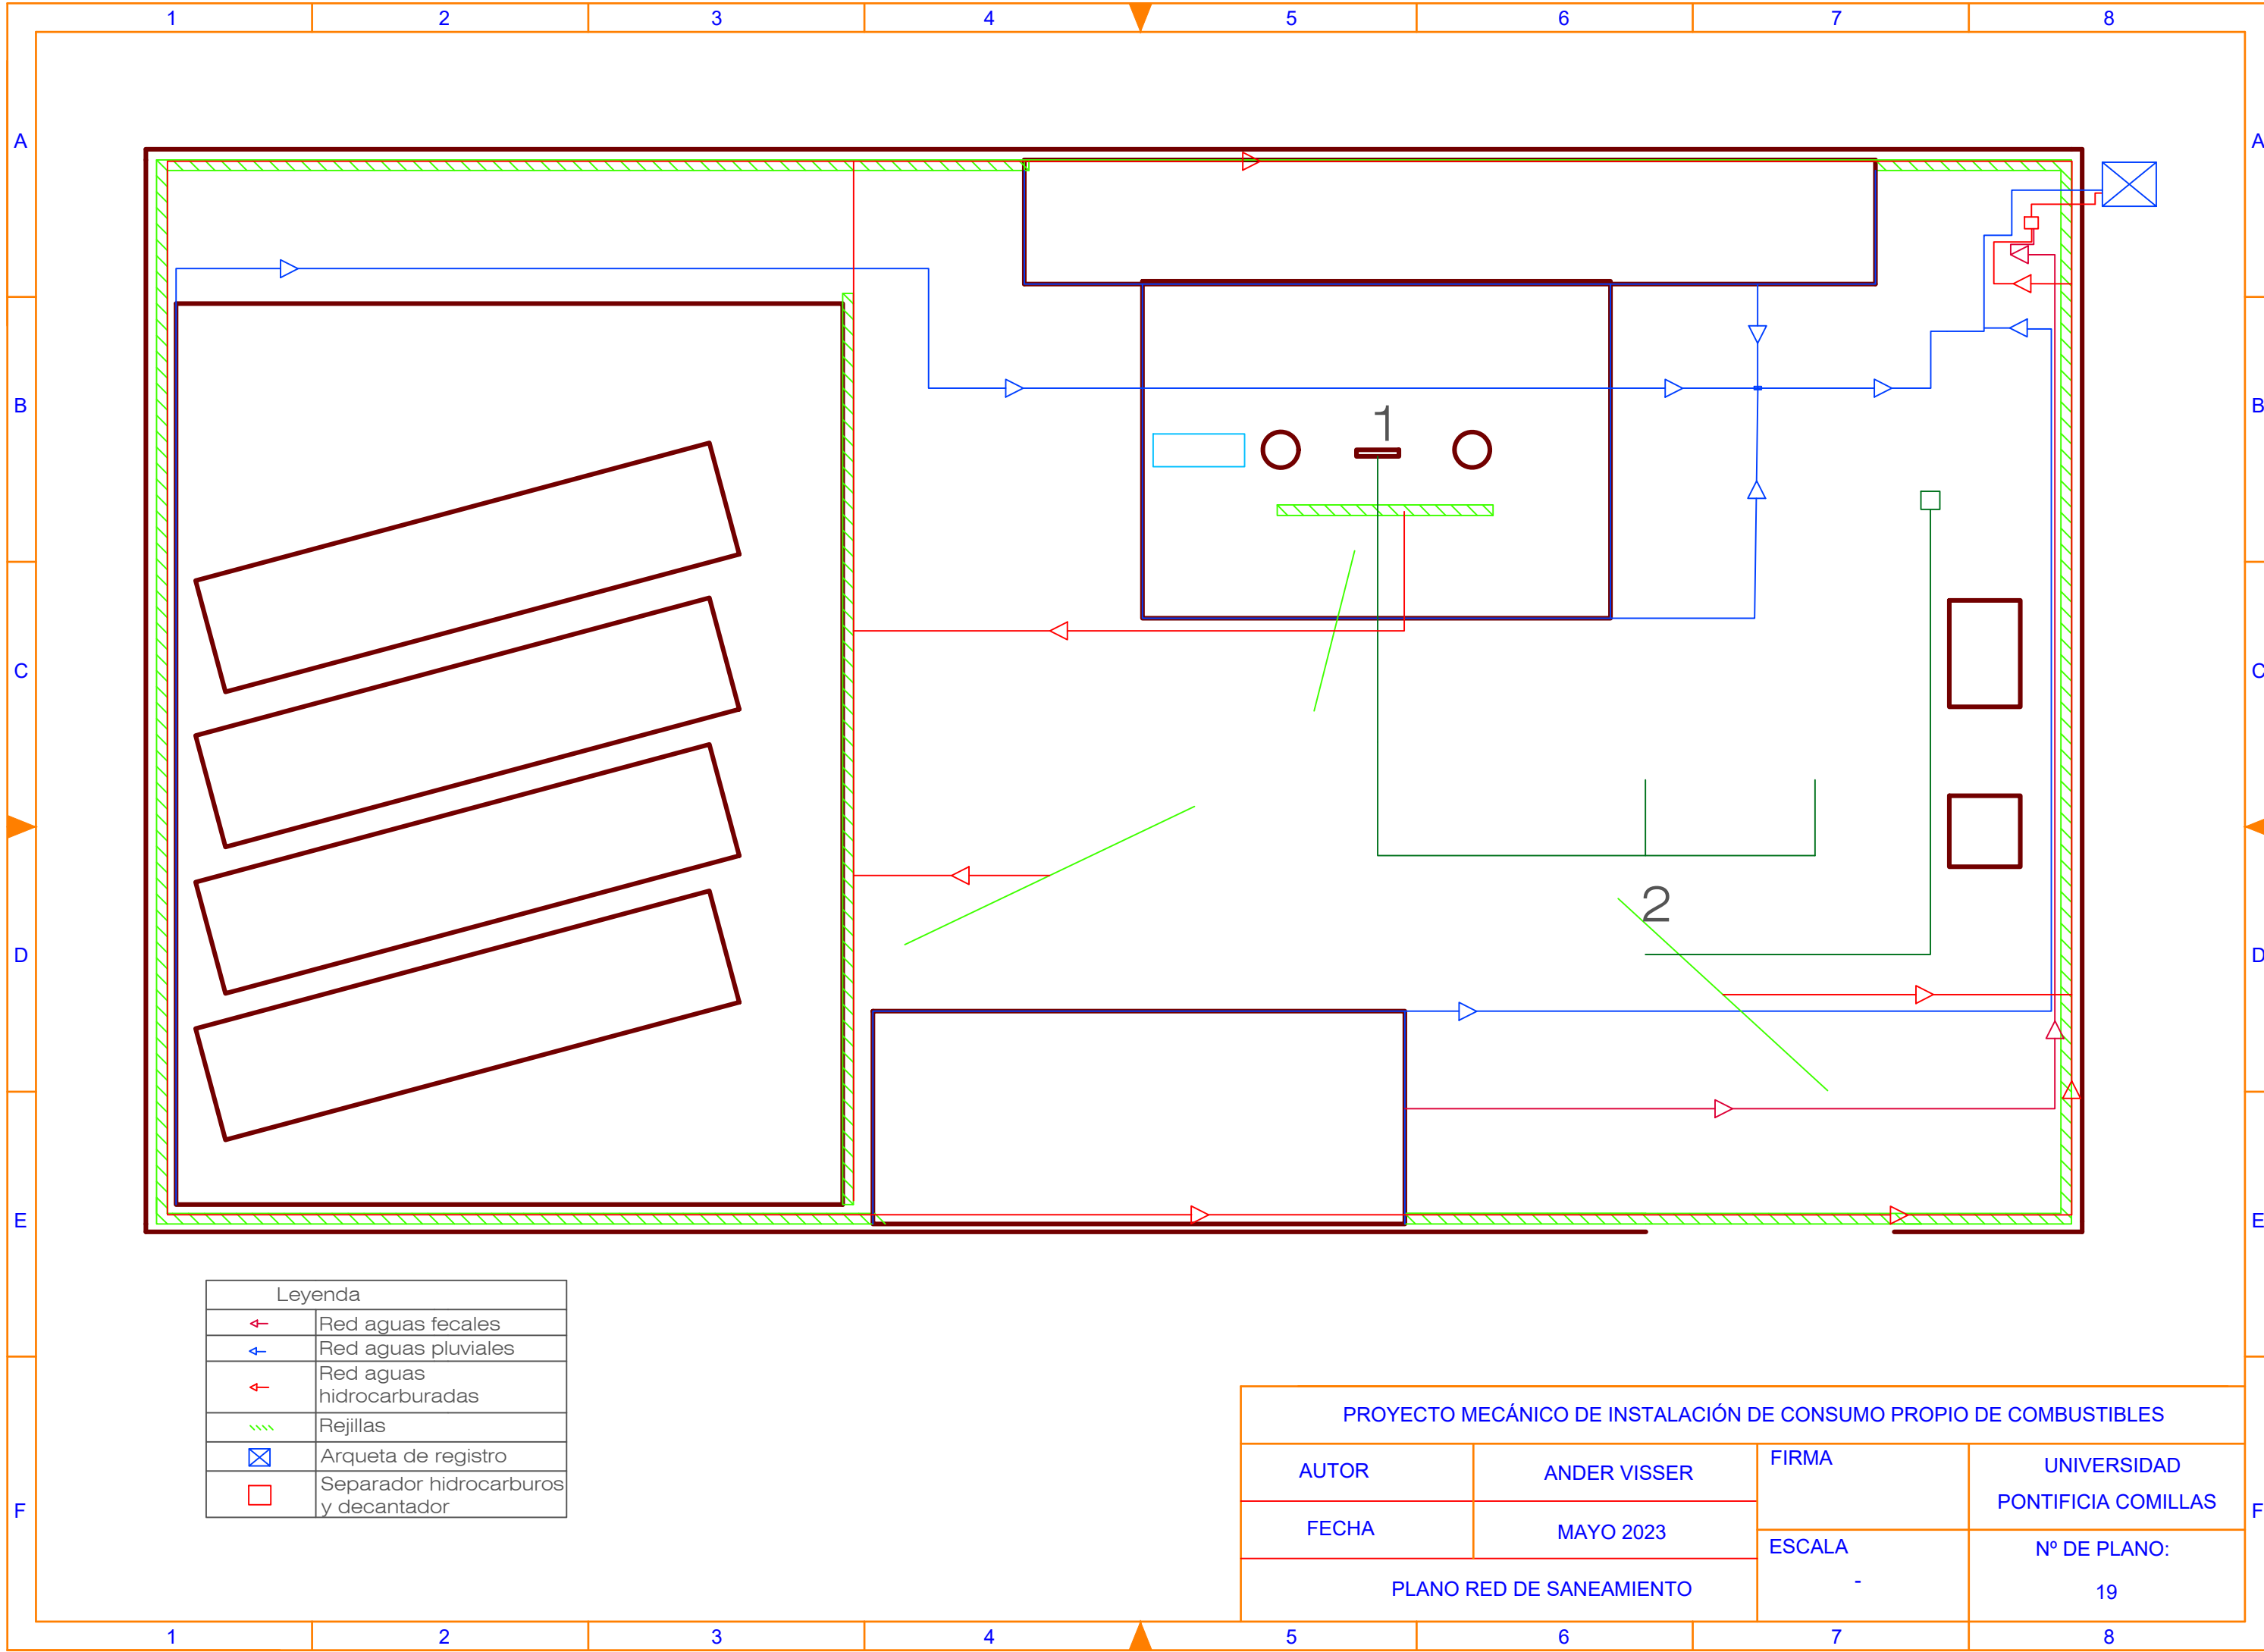 1 2 3 4 5 6 7 8
A A
B B
C C
D D
E E
F F
1
2
Leyenda
Red aguas fecales
Red aguas pluviales
Red aguas
hidrocarburadas
Rejillas
Arqueta de registro
Separador hidrocarburos
y decantador
PROYECTO MECÁNICO DE INSTALACIÓN DE CONSUMO PROPIO DE COMBUSTIBLES
AUTOR
ANDER VISSER
FIRMA
UNIVERSIDAD
PONTIFICIA COMILLAS
FECHA
MAYO 2023
ESCALA
-
Nº DE PLANO:
19
PLANO RED DE SANEAMIENTO
1 2 3 4 5 6 7 8